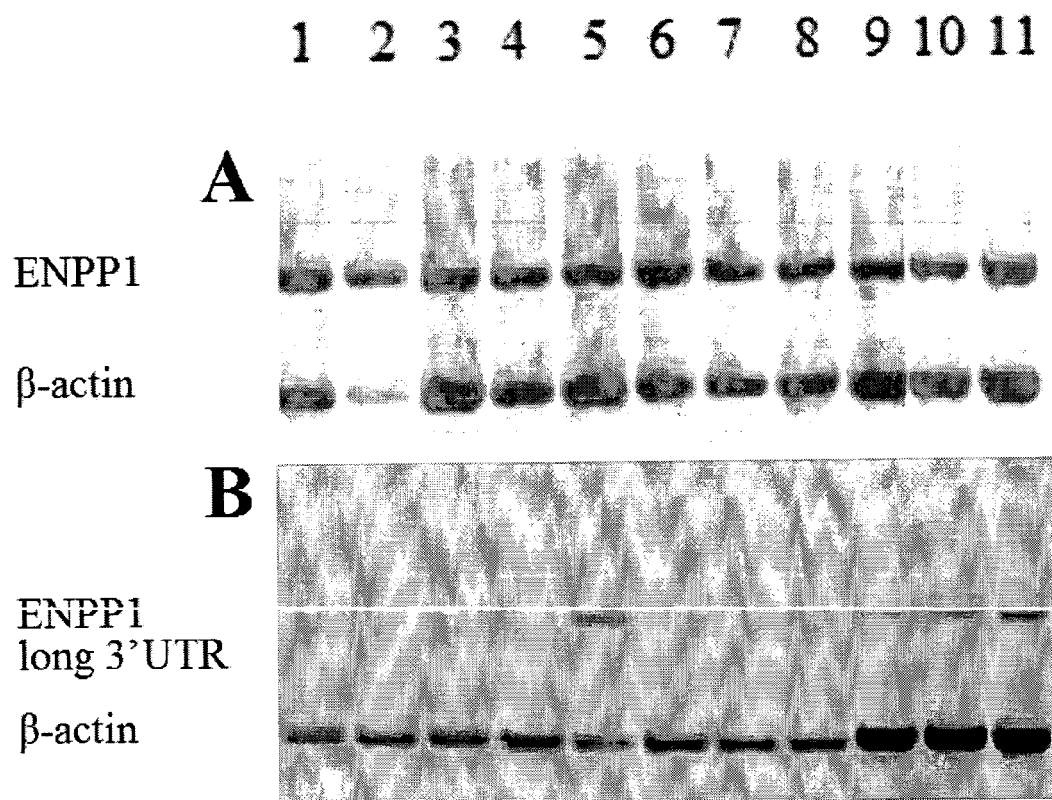 1 2 3 4 5 6 7 8 9 10 11
A
ENPP1
β-actin
B
ENPP1
long 3’UTR
β-actin